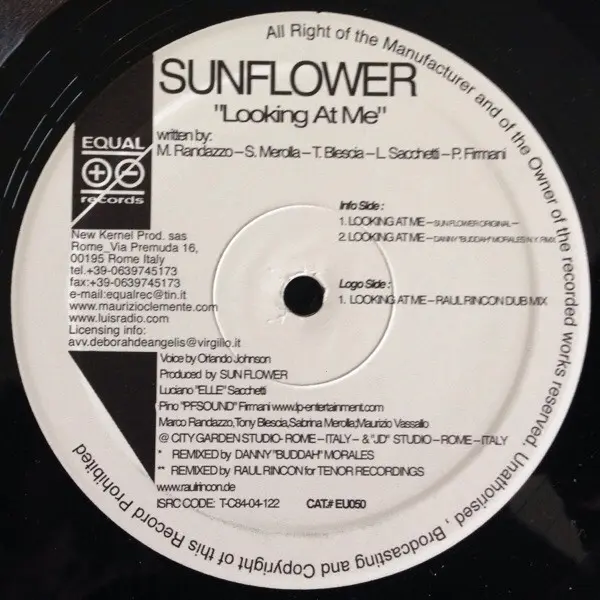 All Right of the Manufacturer and of the Owner of the recorded works reserved. Unauthorised , Brodcasting and Copyright of this Record Prohibited
SUNFLOWER
"Looking At Me"
written by:
M. Randazzo – S. Merolla – T. Blescia – L. Sacchetti – P. Firmani
EQUAL
records
Info Side :
1. LOOKING AT ME – SUN FLOWER ORIGINAL –
2. LOOKING AT ME – DANNY "BUDDAH" MORALES N.Y. RMX
Logo Side :
1. LOOKING AT ME – RAUL RINCON DUB MIX
New Kernel Prod. sas
Rome_Via Premuda 16,
00195 Rome Italy
tel.+39-0639745173
fax:+39-0639745173
e-mail:equalrec@tin.it
www.maurizioclemente.com
www.luisradio.com
Licensing info:
avv.deborahdeangelis@virgilio.it
Voice by Orlando Johnson
Produced by SUN FLOWER
Luciano "ELLE" Sacchetti
Pino "PFSOUND" Firmani www.lp-entertainment.com
Marco Randazzo,Tony Blescia,Sabrina Merolla,Maurizio Vassallo
@ CITY GARDEN STUDIO- ROME – ITALY – & "JD" STUDIO – ROME – ITALY
* REMIXED by DANNY "BUDDAH" MORALES
** REMIXED by RAUL RINCON for TENOR RECORDINGS
www.raulrincon.de
ISRC CODE: T-C84-04-122 CAT.# EU050